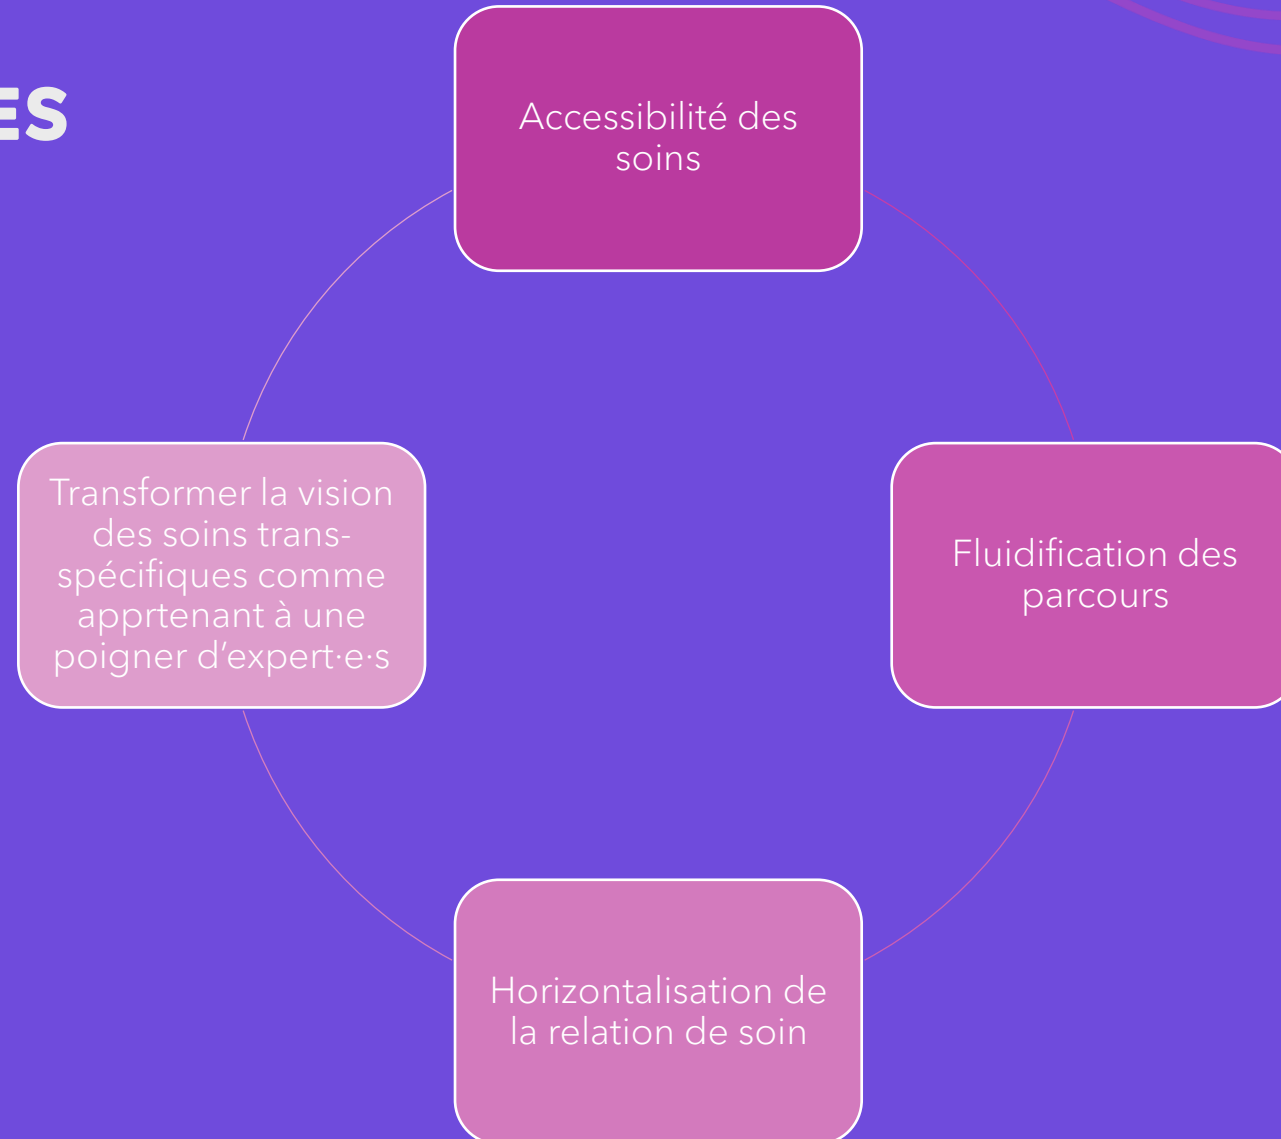 ES
Accessibilité des
soins
Fluidification des
parcours
Horizontalisation de
la relation de soin
Transformer la vision
des soins trans-
spécifiques comme
apprtenant à une
poigner d’expert·e·s